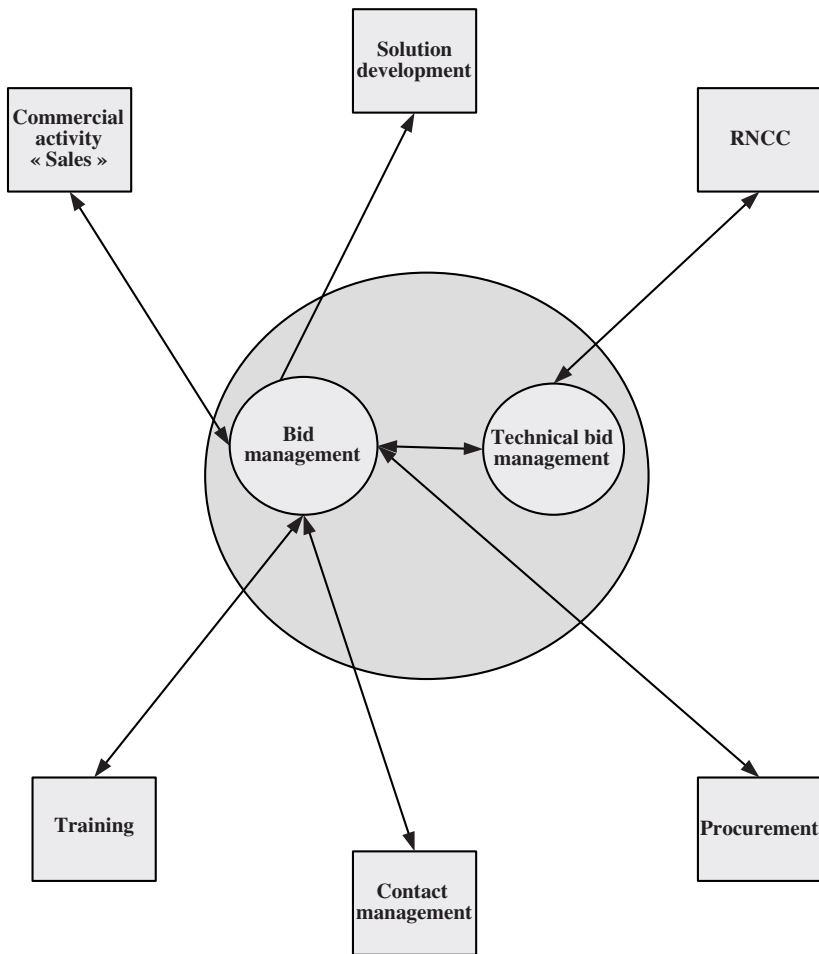 Solution
development
Commercial
activity
« Sales »
RNCC
Bid
management
Technical bid
management
Training
Procurement
Contact
management